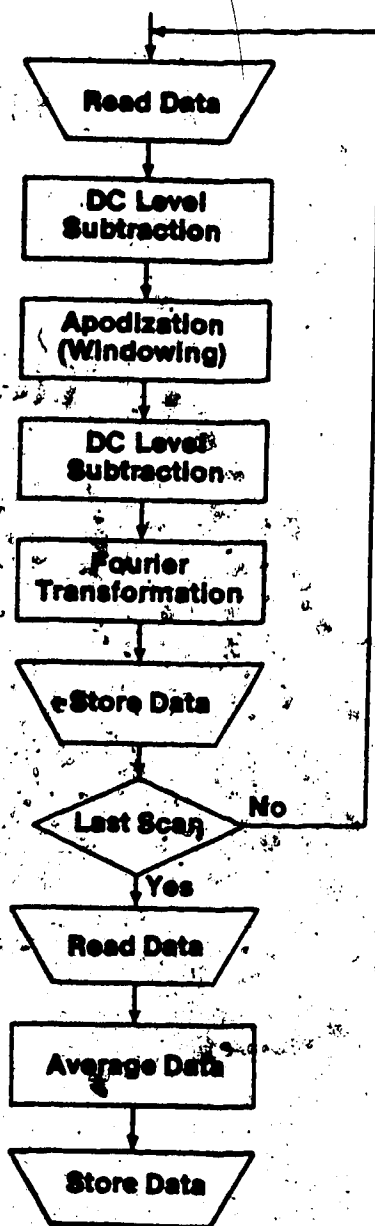 Read Data
DC Level
Subtraction
Apodization
(Windowing)
DC Level
Subtraction
Fourier
Transformation
Store Data
Last Scan
No
Yes
Read Data
Average Data
Store Data